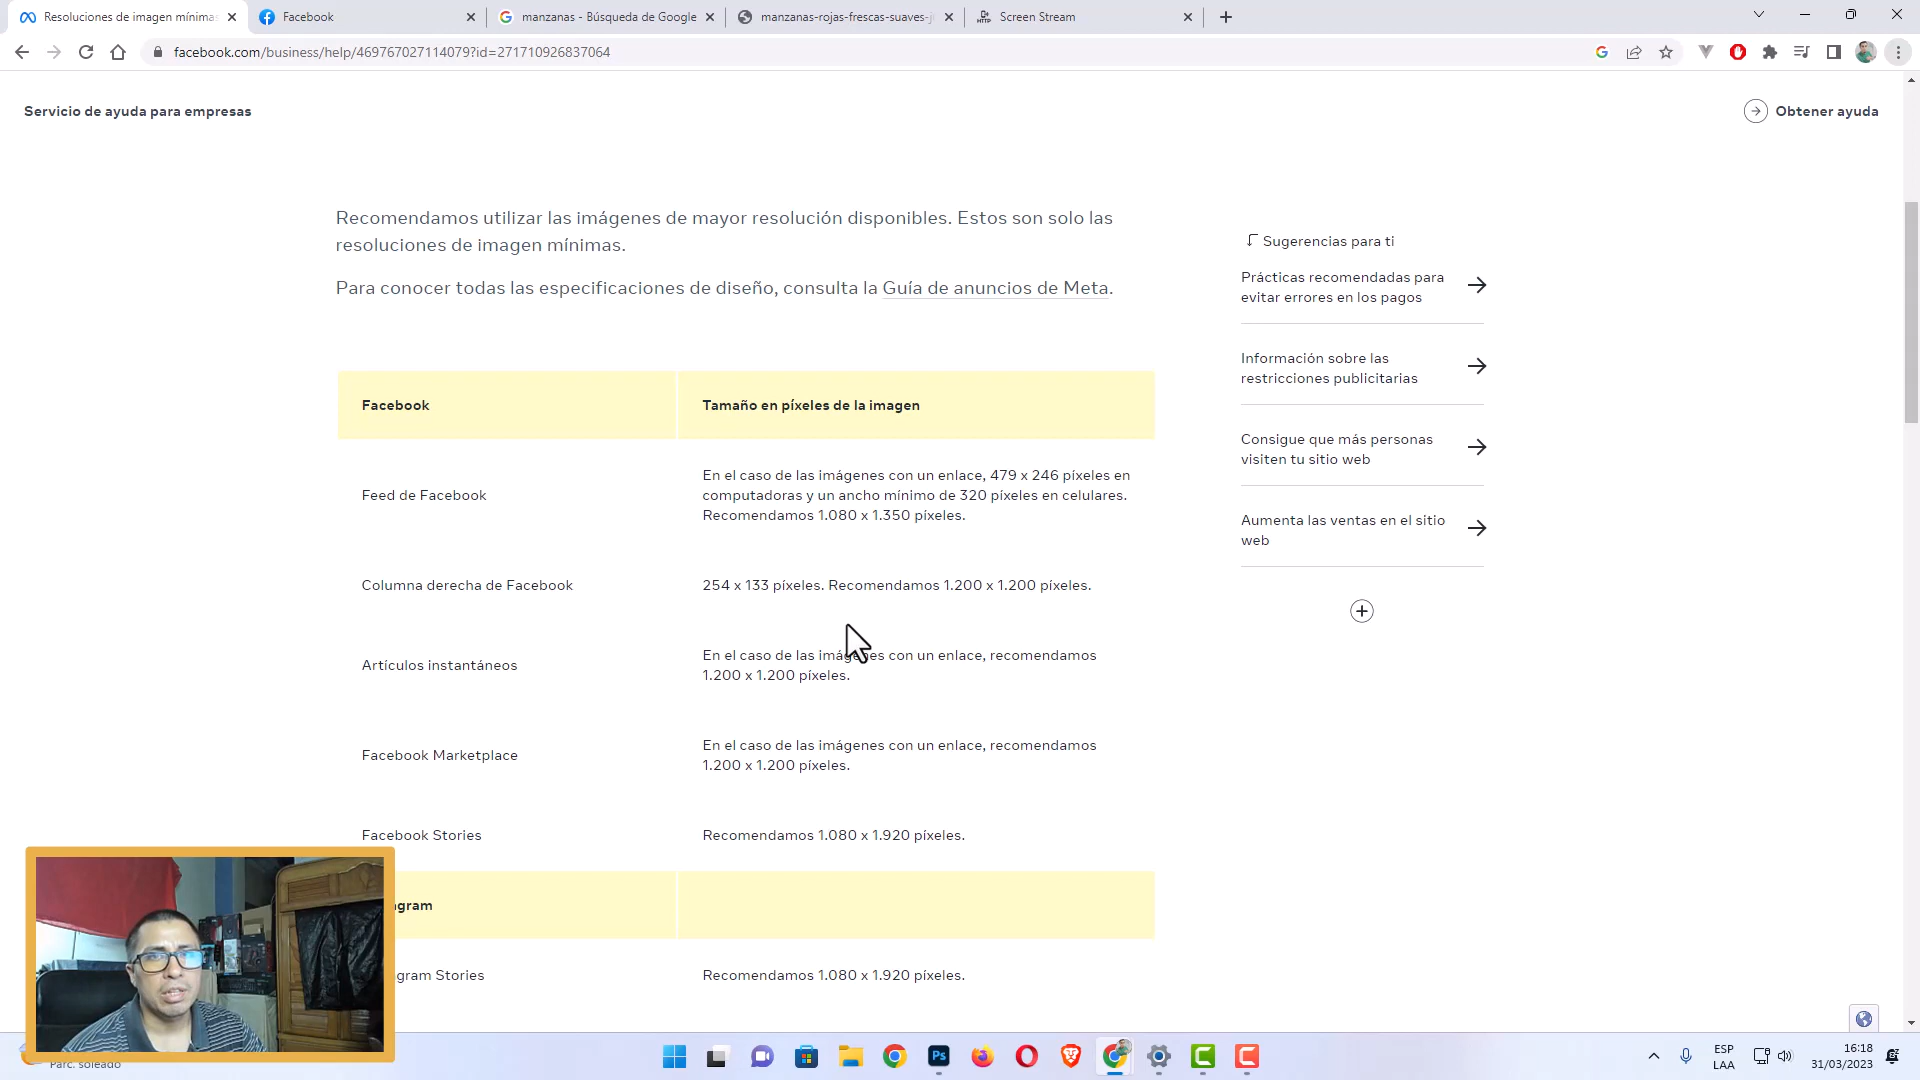 Resoluciones de imagen mínimas
Facebook
manzanas - Búsqueda de Google
manzanas-rojas-frescas-suaves-j
Screen Stream
facebook.com/business/help/469767027114079?id=271710926837064
Servicio de ayuda para empresas
Obtener ayuda
Recomendamos utilizar las imágenes de mayor resolución disponibles. Estos son solo las
resoluciones de imagen mínimas.
Para conocer todas las especificaciones de diseño, consulta la Guía de anuncios de Meta.
Sugerencias para ti
Prácticas recomendadas para
evitar errores en los pagos
Información sobre las
restricciones publicitarias
Consigue que más personas
visiten tu sitio web
Aumenta las ventas en el sitio
web
Facebook
Tamaño en píxeles de la imagen
Feed de Facebook
En el caso de las imágenes con un enlace, 479 x 246 píxeles en
computadoras y un ancho mínimo de 320 píxeles en celulares.
Recomendamos 1.080 x 1.350 píxeles.
Columna derecha de Facebook
254 x 133 píxeles. Recomendamos 1.200 x 1.200 píxeles.
Artículos instantáneos
En el caso de las imágenes con un enlace, recomendamos
1.200 x 1.200 píxeles.
Facebook Marketplace
En el caso de las imágenes con un enlace, recomendamos
1.200 x 1.200 píxeles.
Facebook Stories
Recomendamos 1.080 x 1.920 píxeles.
gram
gram Stories
Recomendamos 1.080 x 1.920 píxeles.
Parc. soleado
Ps
ESP
LAA
16:18
31/03/2023